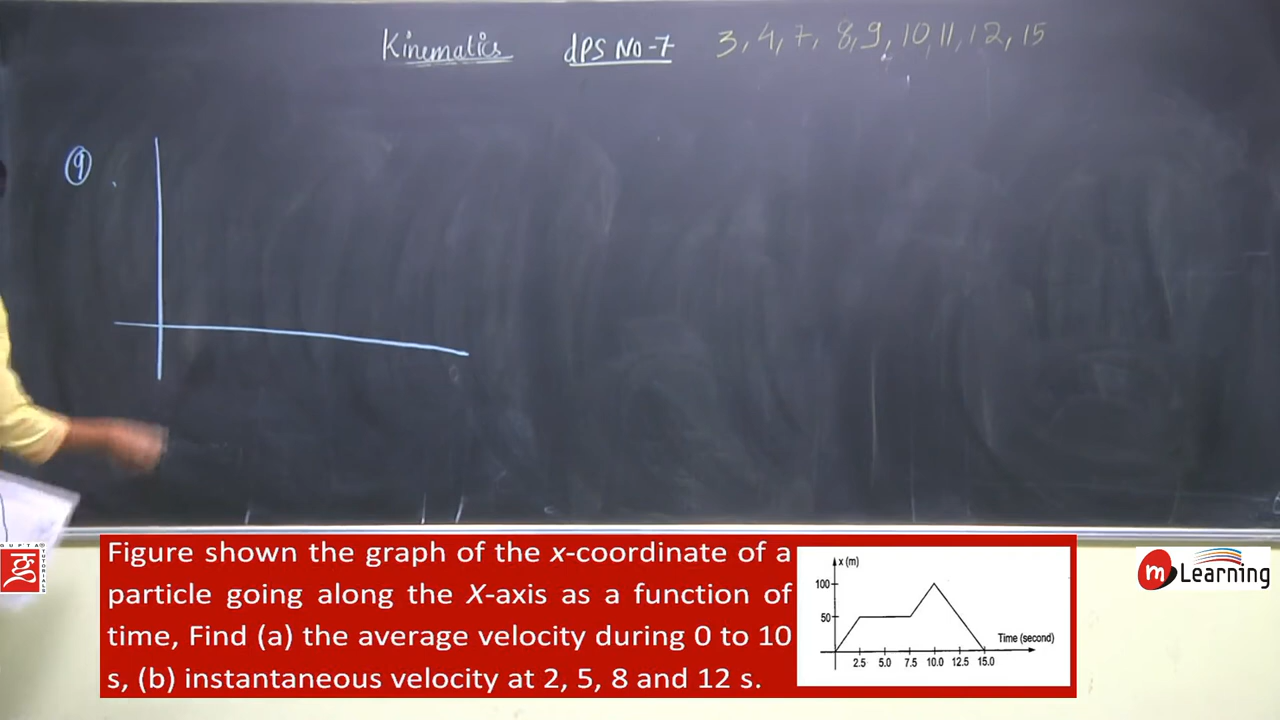 Kinematics dPS No-7 3, 4, 7, 8, 9, 10, 11, 12, 15
9
Figure shown the graph of the x-coordinate of a
particle going along the X-axis as a function of
time, Find (a) the average velocity during 0 to 10
s, (b) instantaneous velocity at 2, 5, 8 and 12 s.
x (m)
100
50
Time (second)
2.5 5.0 7.5 10.0 12.5 15.0
GUPTA
TUTORIALS
m Learning